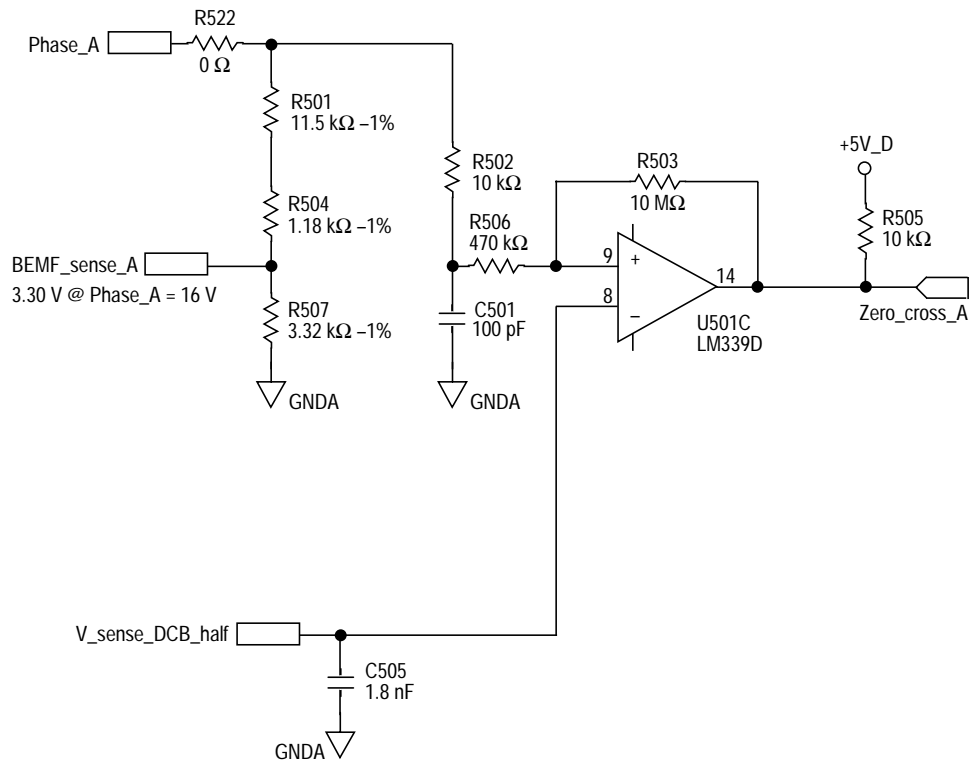 R522
Phase_A
0 Ω
R501
11.5 kΩ –1%
R502
10 kΩ
R503
10 MΩ
+5V_D
R505
10 kΩ
R504
1.18 kΩ –1%
R506
470 kΩ
BEMF_sense_A
3.30 V @ Phase_A = 16 V
9
+
14
8
–
R507
3.32 kΩ –1%
C501
100 pF
U501C
LM339D
Zero_cross_A
GNDA
GNDA
V_sense_DCB_half
C505
1.8 nF
GNDA